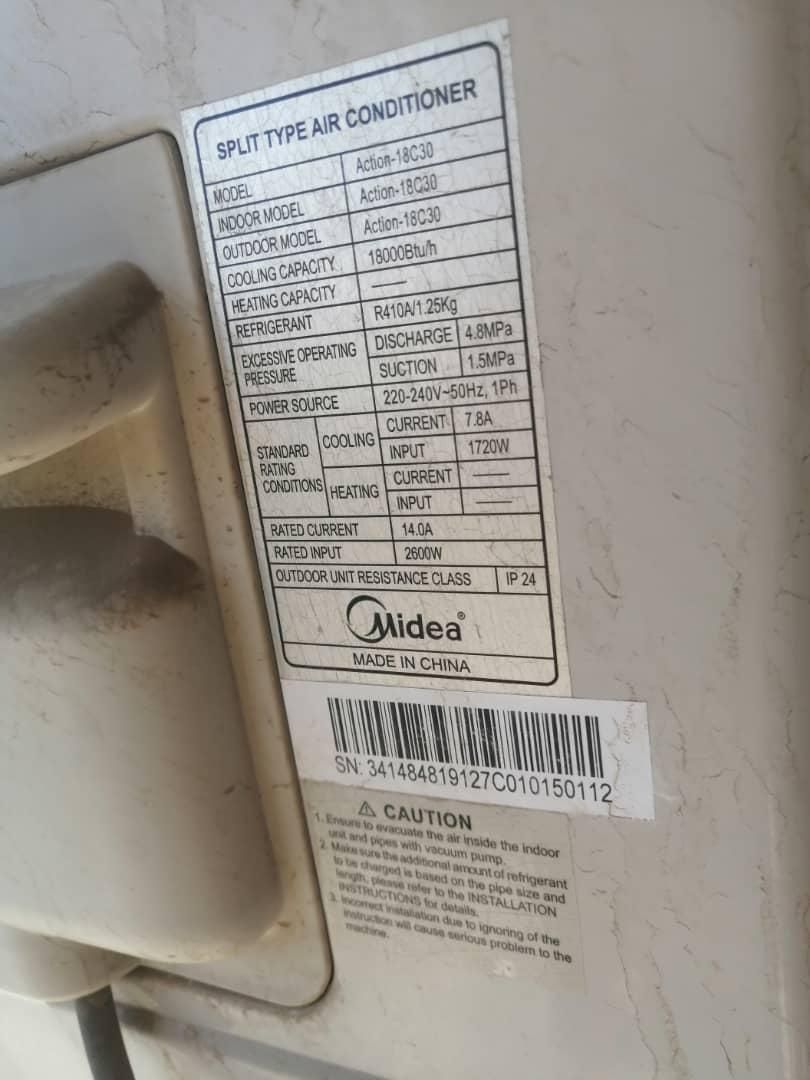 SPLIT TYPE AIR CONDITIONER
MODEL Action-18C30
INDOOR MODEL Action-18C30
OUTDOOR MODEL Action-18C30
COOLING CAPACITY 18000Btu/h
HEATING CAPACITY —
REFRIGERANT R410A/1.25Kg
EXCESSIVE OPERATING PRESSURE DISCHARGE 4.8MPa
SUCTION 1.5MPa
POWER SOURCE 220-240V~50Hz, 1Ph
STANDARD RATING CONDITIONS COOLING CURRENT 7.8A
INPUT 1720W
HEATING CURRENT —
INPUT —
RATED CURRENT 14.0A
RATED INPUT 2600W
OUTDOOR UNIT RESISTANCE CLASS IP 24
Midea®
MADE IN CHINA
SN: 341484819127C010150112
⚠ CAUTION
1. Ensure to evacuate the air inside the indoor
unit and pipes with vacuum pump.
2. Make sure the additional amount of refrigerant
to be charged is based on the pipe size and
length, please refer to the INSTALLATION
INSTRUCTIONS for details.
3. Incorrect installation due to ignoring of the
instruction will cause serious problem to the
machine.